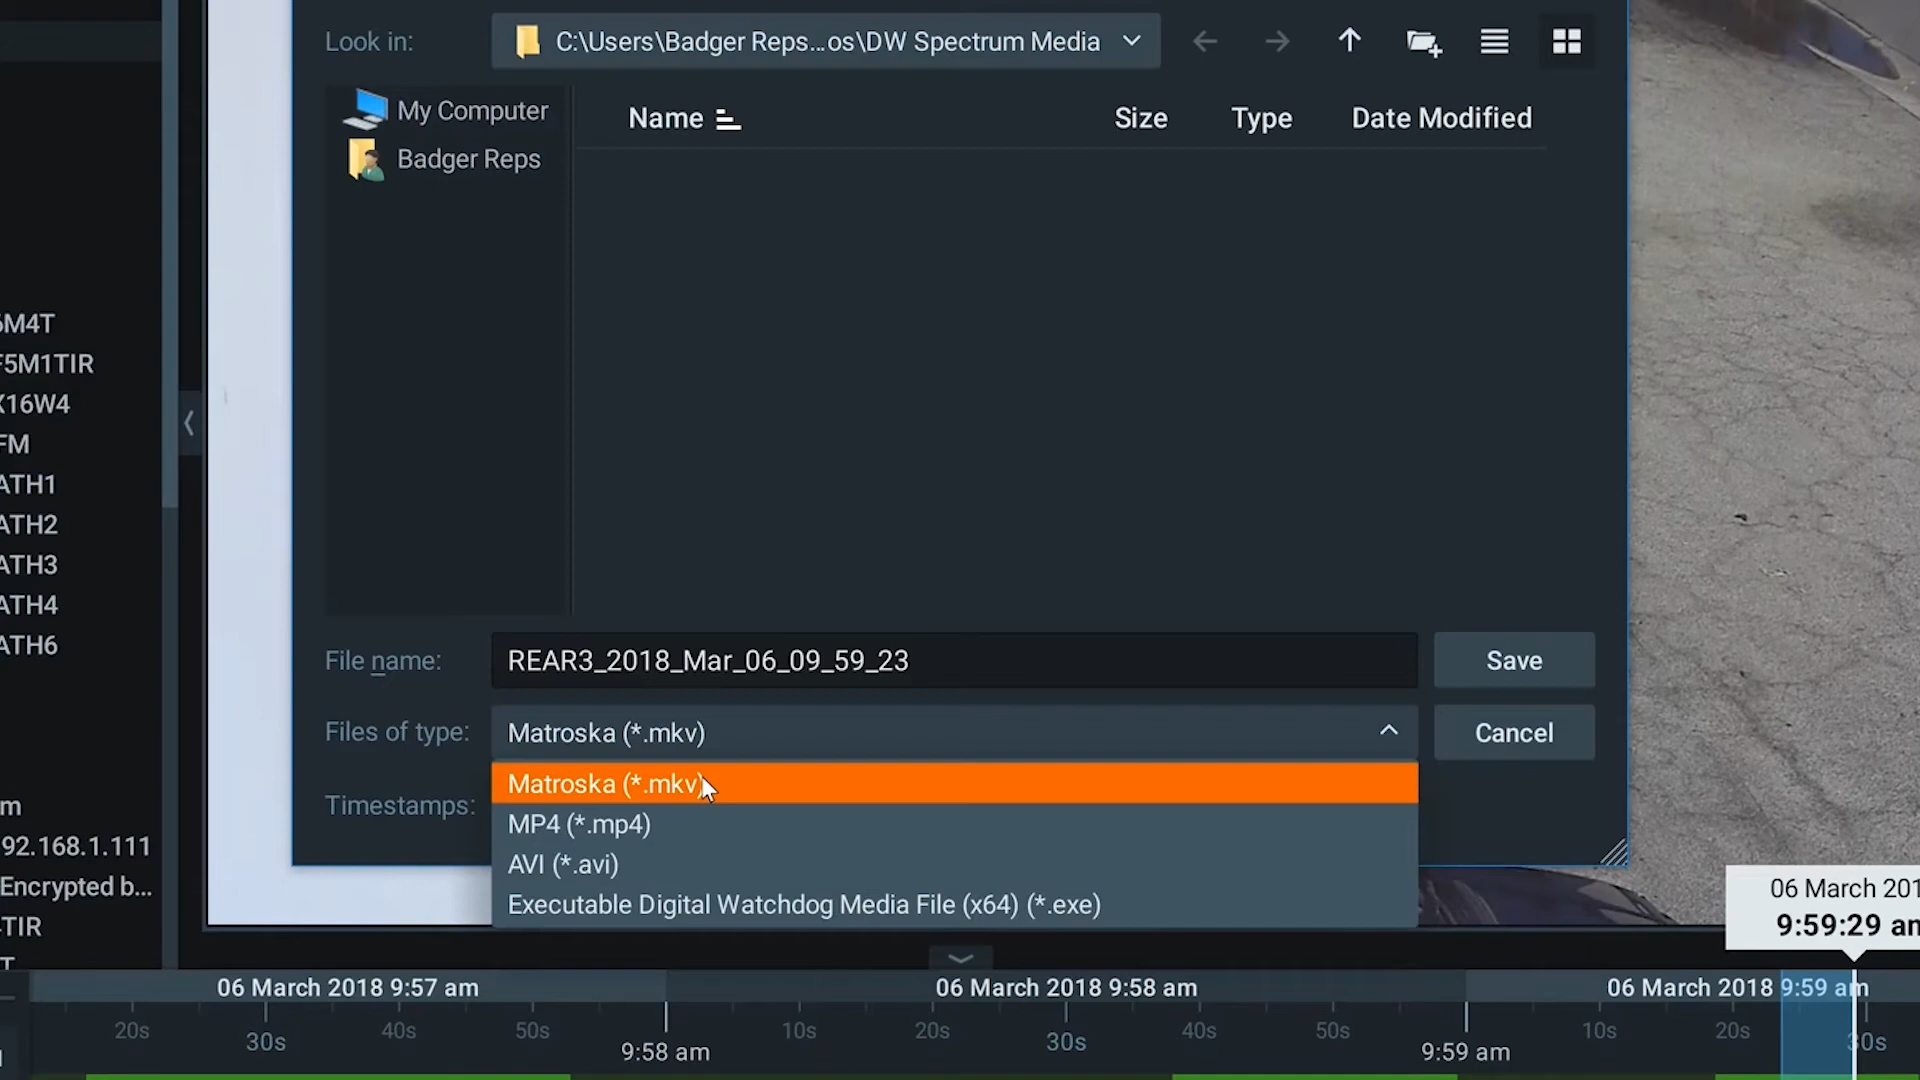 Look in:
C:\Users\Badger Reps...os\DW Spectrum Media
My Computer
Badger Reps
Name
Size
Type
Date Modified
6M4T
F5M1TIR
X16W4
FM
ATH1
ATH2
ATH3
ATH4
ATH6
File name:
REAR3_2018_Mar_06_09_59_23
Save
Files of type:
Matroska (*.mkv)
Cancel
Matroska (*.mkv)
Timestamps:
MP4 (*.mp4)
AVI (*.avi)
Executable Digital Watchdog Media File (x64) (*.exe)
m
92.168.1.111
Encrypted b...
TIR
T
06 March 201
9:59:29 am
06 March 2018 9:57 am
06 March 2018 9:58 am
06 March 2018 9:59 am
20s
30s
40s
50s
9:58 am
10s
20s
30s
40s
50s
9:59 am
10s
20s
30s